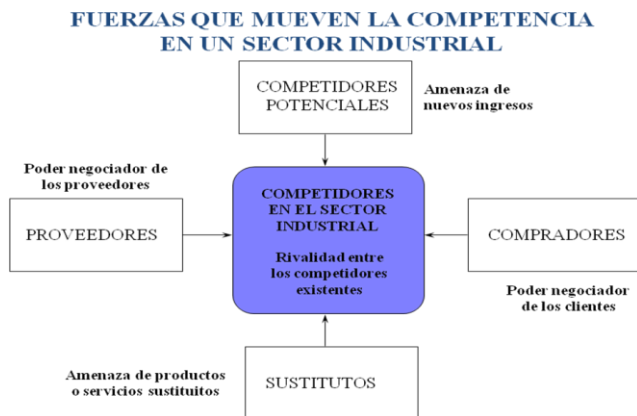 FUERZAS QUE MUEVEN LA COMPETENCIA
EN UN SECTOR INDUSTRIAL
COMPETIDORES
POTENCIALES
Amenaza de
nuevos ingresos
Poder negociador de
los proveedores
PROVEEDORES
COMPETIDORES
EN EL SECTOR
INDUSTRIAL
Rivalidad entre
los competidores
existentes
COMPRADORES
Poder negociador
de los clientes
Amenaza de productos
o servicios sustituitos
SUSTITUTOS